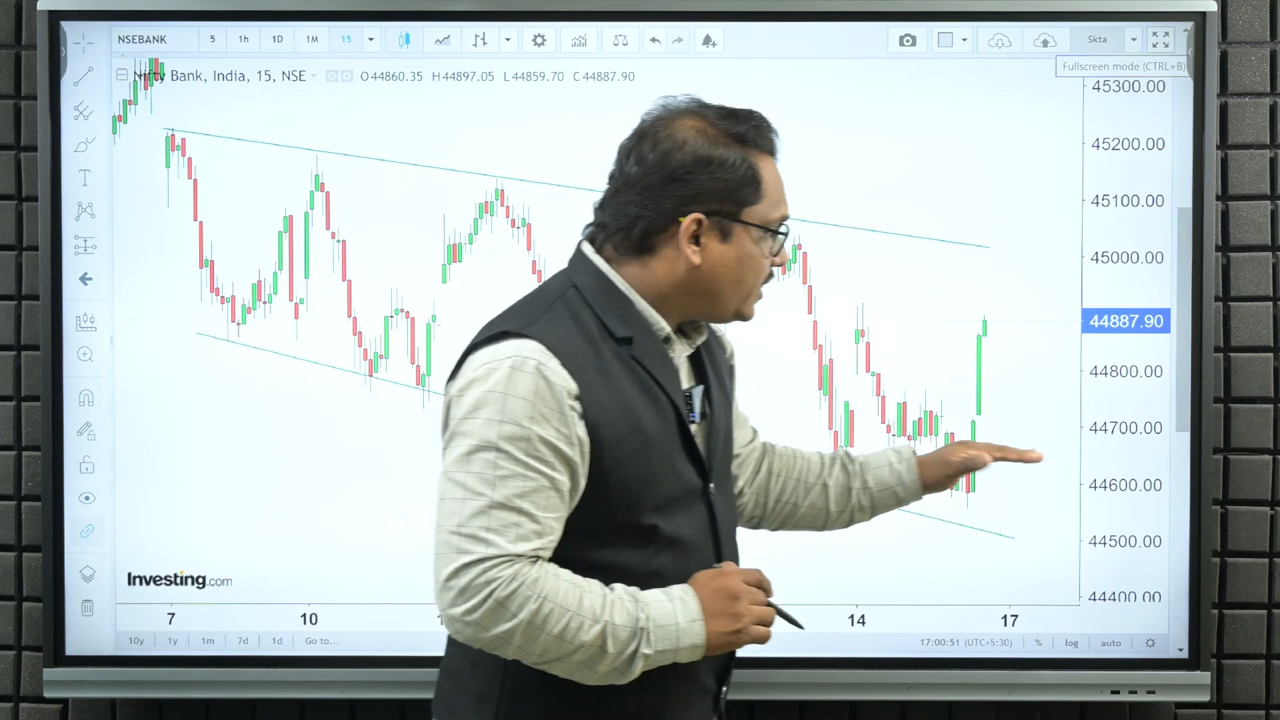 NSEBANK 5 1h 1D 1M 15 Skta
Fullscreen mode (CTRL+B)
Nifty Bank, India, 15, NSE O44860.35 H44897.05 L44859.70 C44887.90
45300.00
45200.00
45100.00
45000.00
44887.90
44800.00
44700.00
44600.00
44500.00
44400.00
Investing.com
7 10 14 17
10y 1y 1m 7d 1d Go to... 17:00:51 (UTC+5:30) % log auto